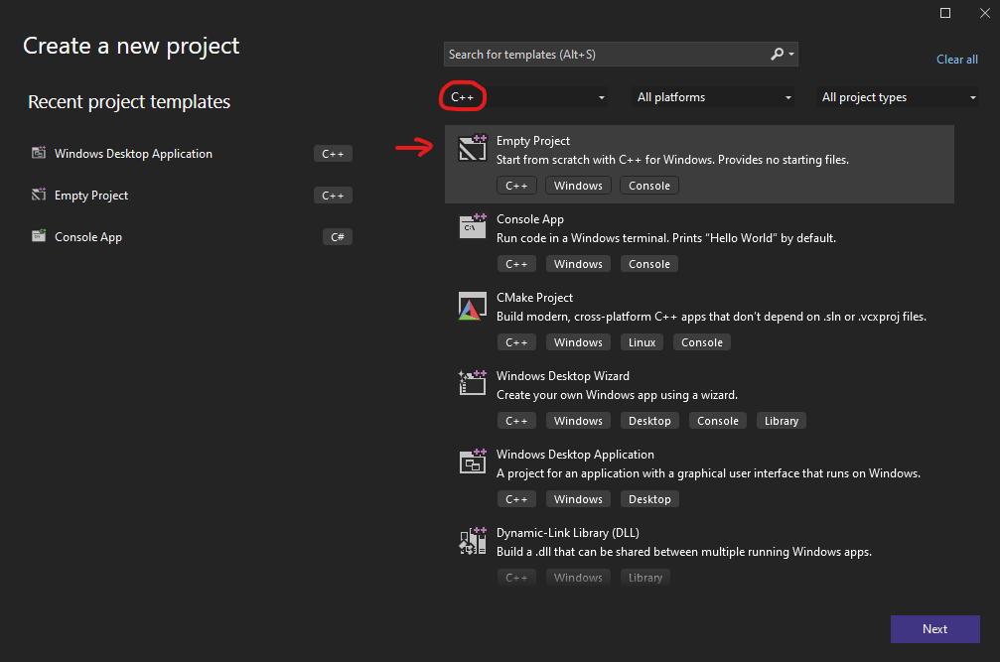 Create a new project
Recent project templates
Windows Desktop Application C++
Empty Project C++
Console App C#
Search for templates (Alt+S)
Clear all
C++ All platforms All project types
Empty Project
Start from scratch with C++ for Windows. Provides no starting files.
C++ Windows Console
Console App
Run code in a Windows terminal. Prints "Hello World" by default.
C++ Windows Console
CMake Project
Build modern, cross-platform C++ apps that don't depend on .sln or .vcxproj files.
C++ Windows Linux Console
Windows Desktop Wizard
Create your own Windows app using a wizard.
C++ Windows Desktop Console Library
Windows Desktop Application
A project for an application with a graphical user interface that runs on Windows.
C++ Windows Desktop
Dynamic-Link Library (DLL)
Build a .dll that can be shared between multiple running Windows apps.
C++ Windows Library
Next